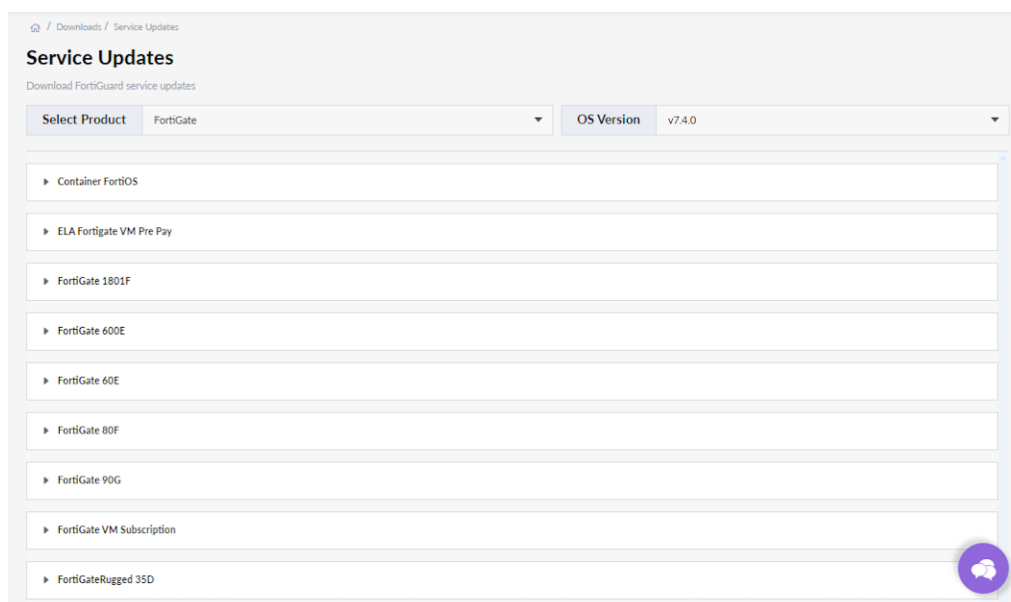 / Downloads / Service Updates
Service Updates
Download FortiGuard service updates
Select Product FortiGate OS Version v7.4.0
Container FortiOS
ELA Fortigate VM Pre Pay
FortiGate 1801F
FortiGate 600E
FortiGate 60E
FortiGate 80F
FortiGate 90G
FortiGate VM Subscription
FortiGateRugged 35D